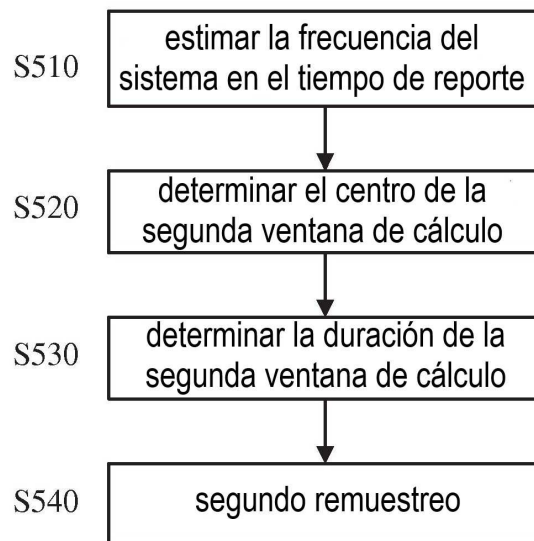 S510
estimar la frecuencia del
sistema en el tiempo de reporte
S520
determinar el centro de la
segunda ventana de cálculo
S530
determinar la duración de la
segunda ventana de cálculo
S540
segundo remuestreo